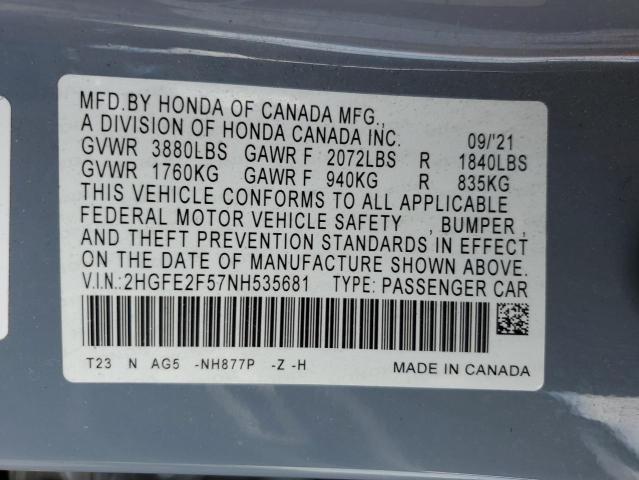 MFD.BY HONDA OF CANADA MFG.,
A DIVISION OF HONDA CANADA INC. 09/'21
GVWR 3880LBS GAWR F 2072LBS R 1840LBS
GVWR 1760KG GAWR F 940KG R 835KG
THIS VEHICLE CONFORMS TO ALL APPLICABLE
FEDERAL MOTOR VEHICLE SAFETY , BUMPER ,
AND THEFT PREVENTION STANDARDS IN EFFECT
ON THE DATE OF MANUFACTURE SHOWN ABOVE.
V.I.N.:2HGFE2F57NH535681 TYPE: PASSENGER CAR
T23 N AG5 -NH877P -Z -H MADE IN CANADA